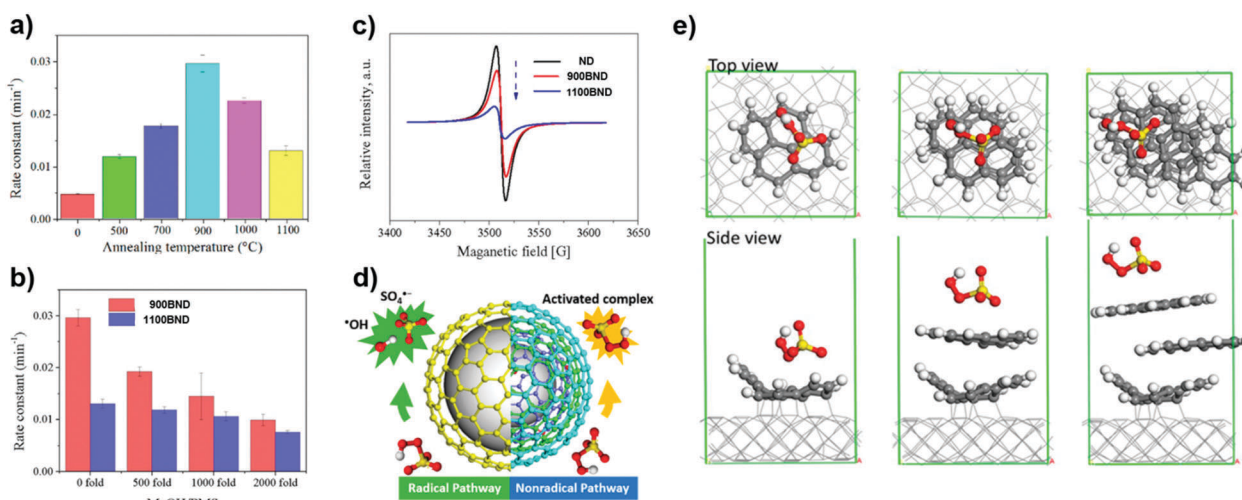 a)
Rate constant (min⁻¹)
0.03
0.02
0.01
0.00
0
500
700
900
1000
1100
Annealing temperature (°C)
b)
900BND
1100BND
Rate constant (min⁻¹)
0.03
0.02
0.01
0.00
0 fold
500 fold
1000 fold
2000 fold
c)
ND
900BND
1100BND
Relative intensity, a.u.
3400
3450
3500
3550
3600
3650
Maganetic field [G]
d)
SO₄•−
•OH
Activated complex
Radical Pathway
Nonradical Pathway
e)
Top view
Side view